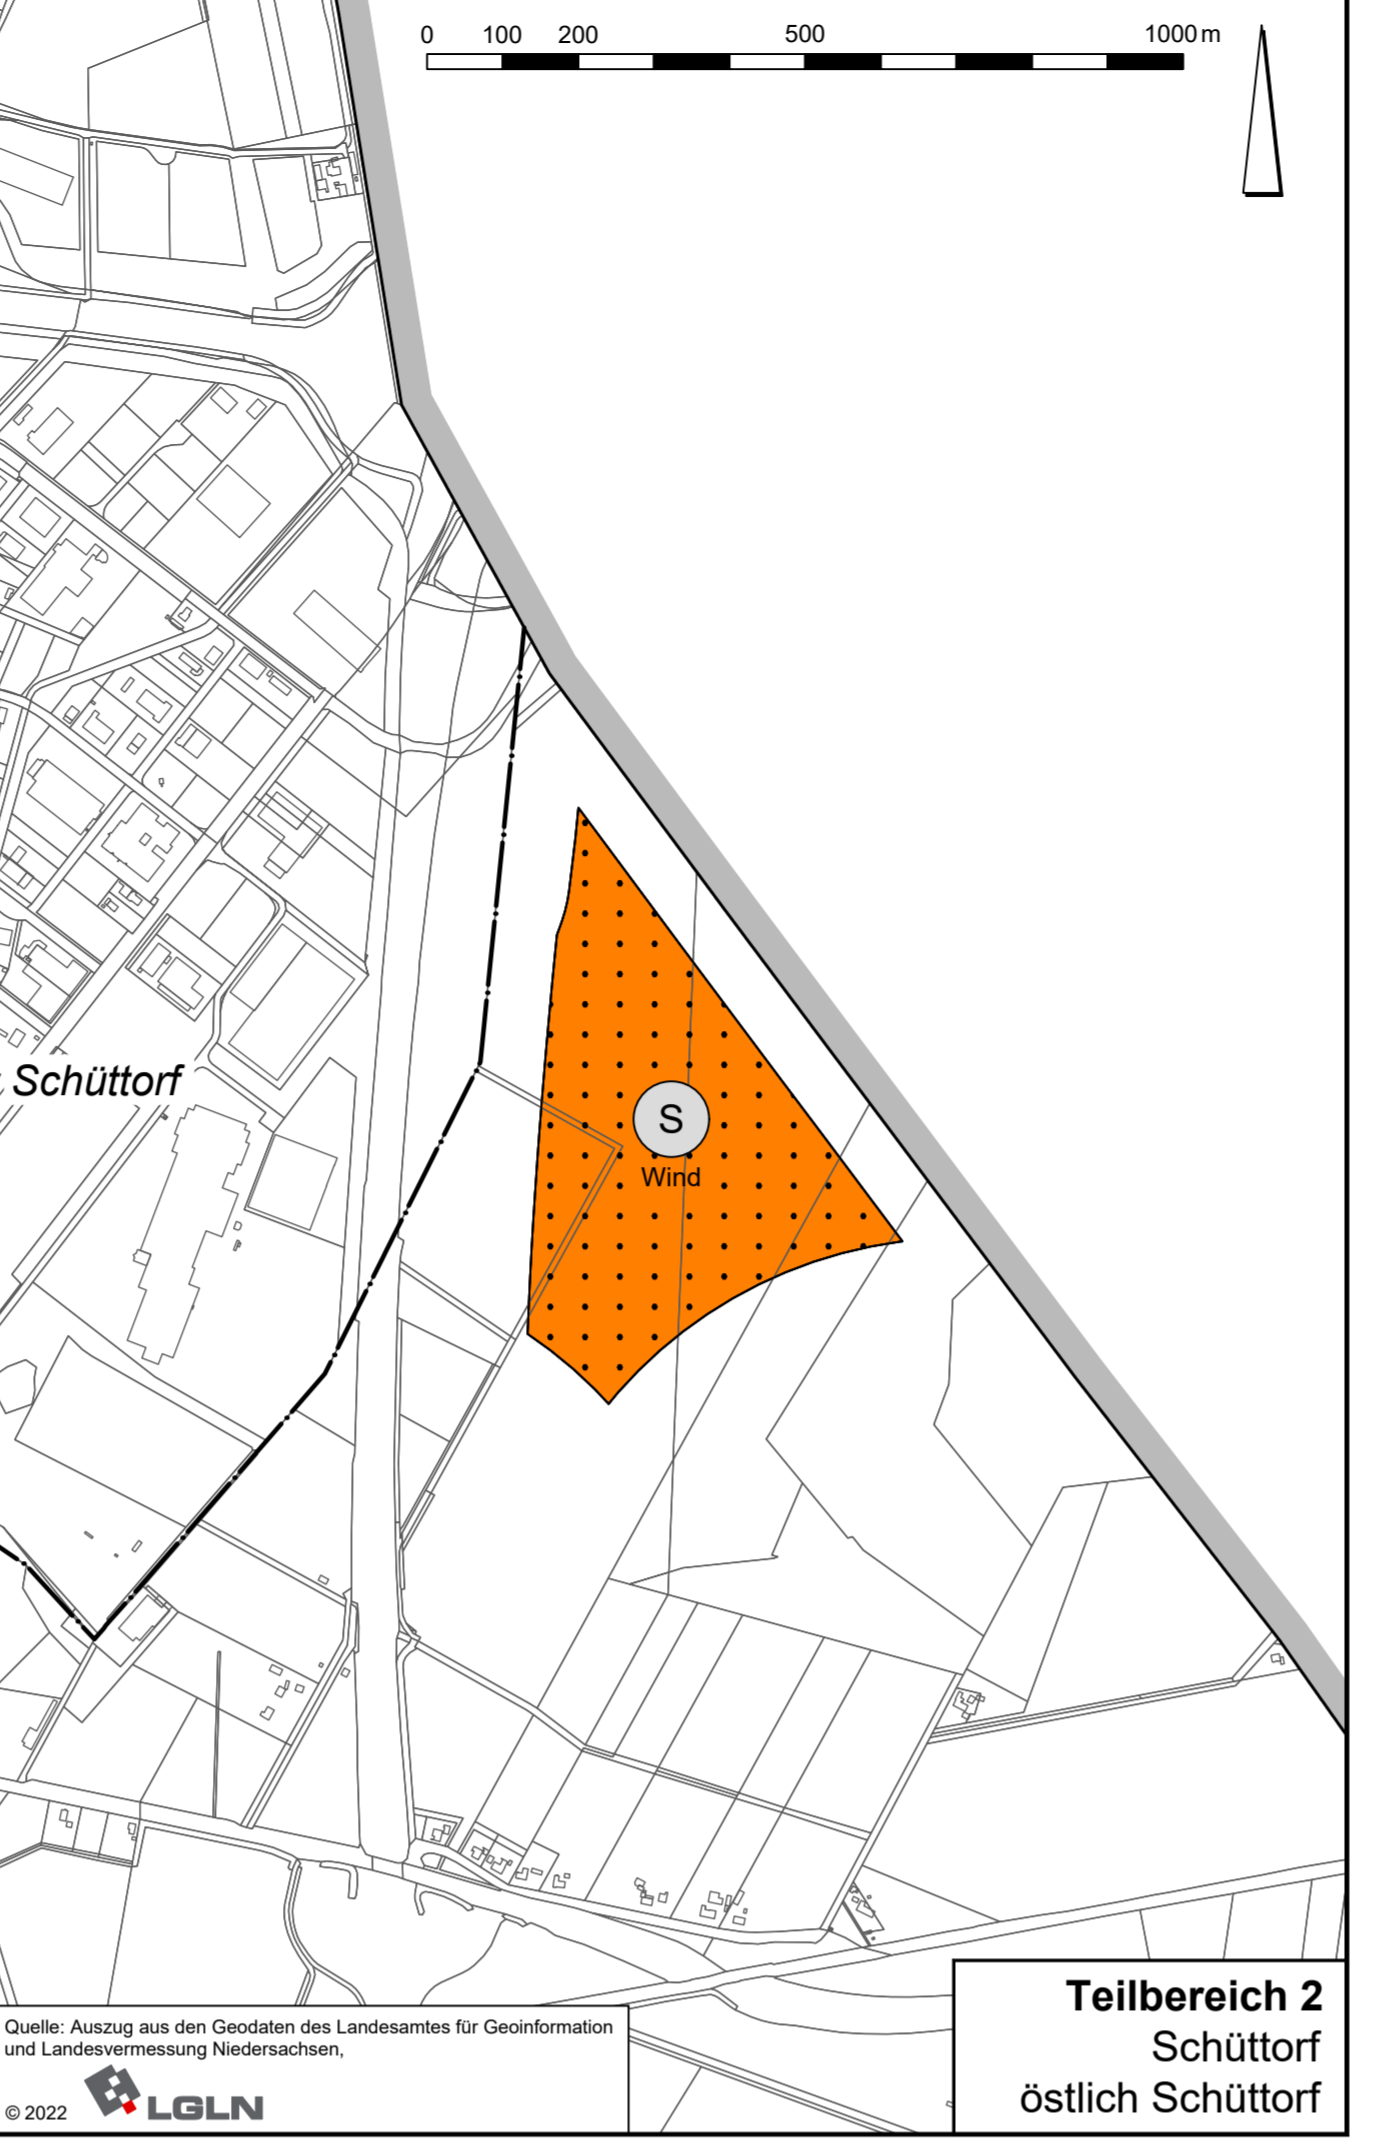 0 100 200 500 1000 m
Schüttorf
S
Wind
Teilbereich 2
Schüttorf
östlich Schüttorf
Quelle: Auszug aus den Geodaten des Landesamtes für Geoinformation
und Landesvermessung Niedersachsen,
© 2022 LGLN